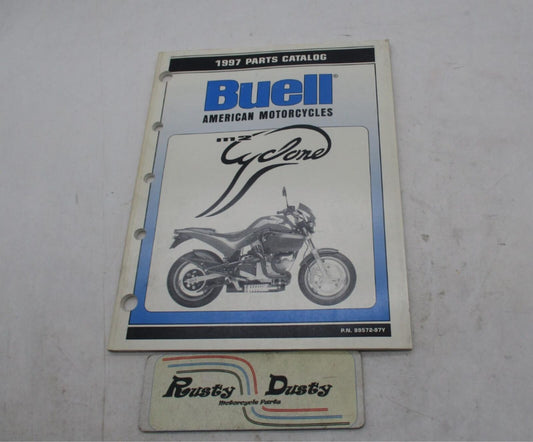 1997 PARTS CATALOG
Buell®
AMERICAN MOTORCYCLES
m2
Cyclone
P.N. 99572-97Y
Rusty Dusty
Motorcycle Parts